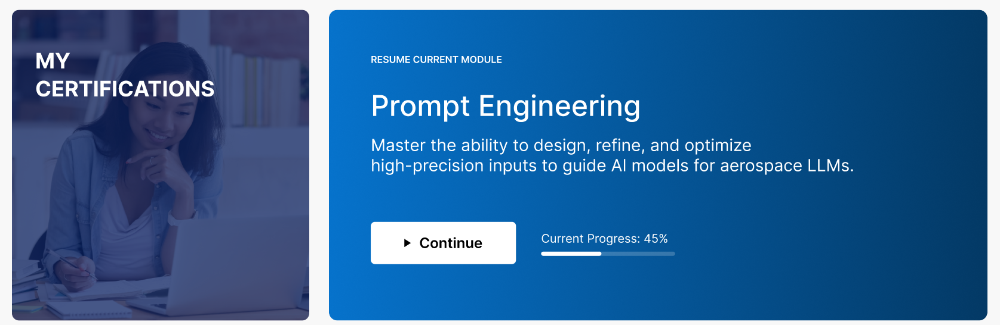 MY
CERTIFICATIONS
RESUME CURRENT MODULE
Prompt Engineering
Master the ability to design, refine, and optimize
high-precision inputs to guide AI models for aerospace LLMs.
Continue
Current Progress: 45%